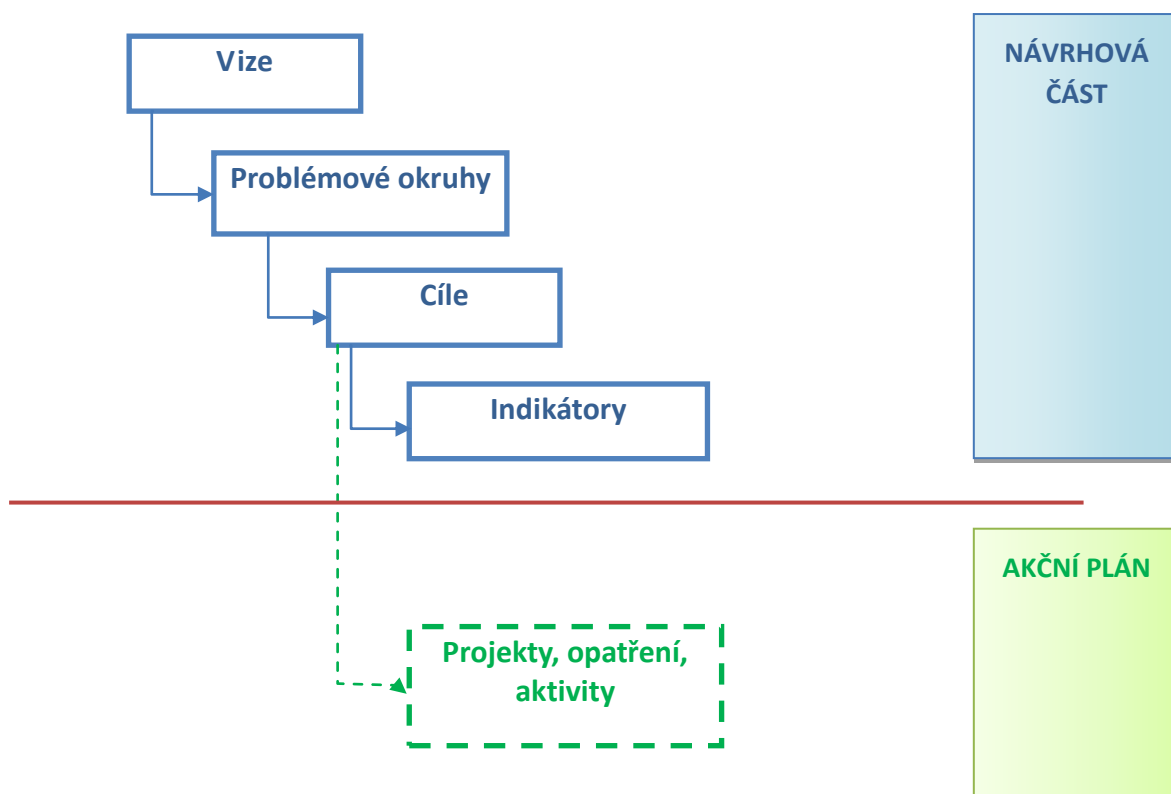 Vize
NÁVRHOVÁ
ČÁST
Problémové okruhy
Cíle
Indikátory
AKČNÍ PLÁN
Projekty, opatření,
aktivity